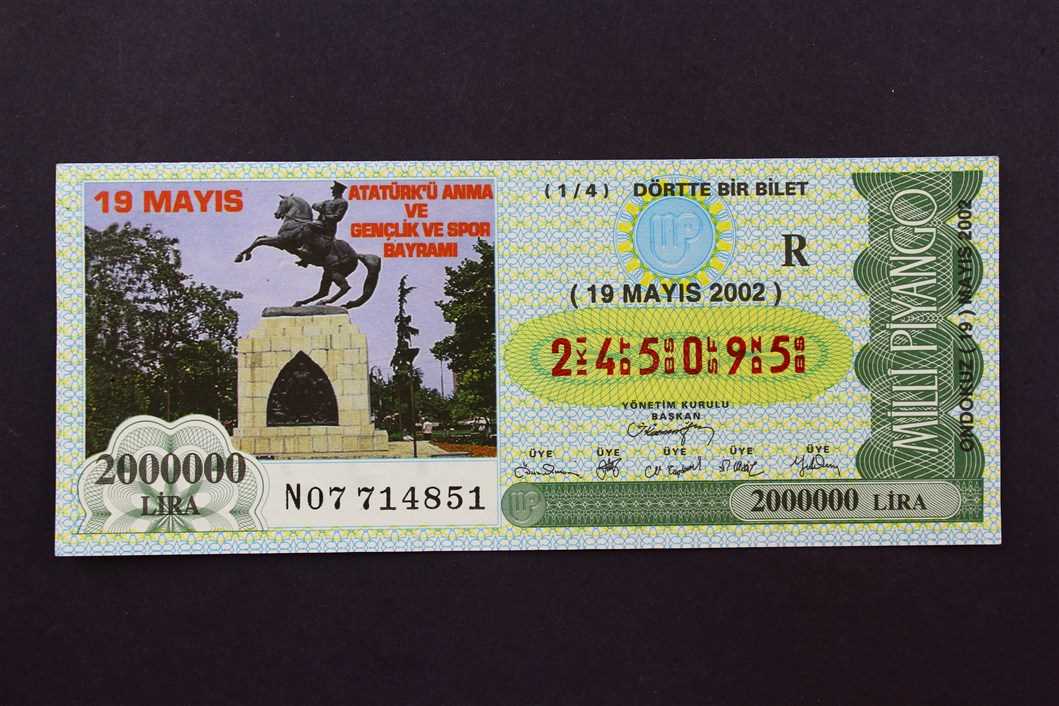 19 MAYIS
ATATÜRK'Ü ANMA
VE
GENÇLİK VE SPOR
BAYRAMI
2000000
LİRA
N07 714851
(1/4) DÖRTTE BİR BİLET
R
( 19 MAYIS 2002 )
2 4 5 0 9 5
YÖNETİM KURULU
BAŞKAN
ÜYE ÜYE ÜYE ÜYE ÜYE
2000000 LİRA
MİLLİ PİYANGO
ONDOKUZ ( 19 ) MAYIS 2002